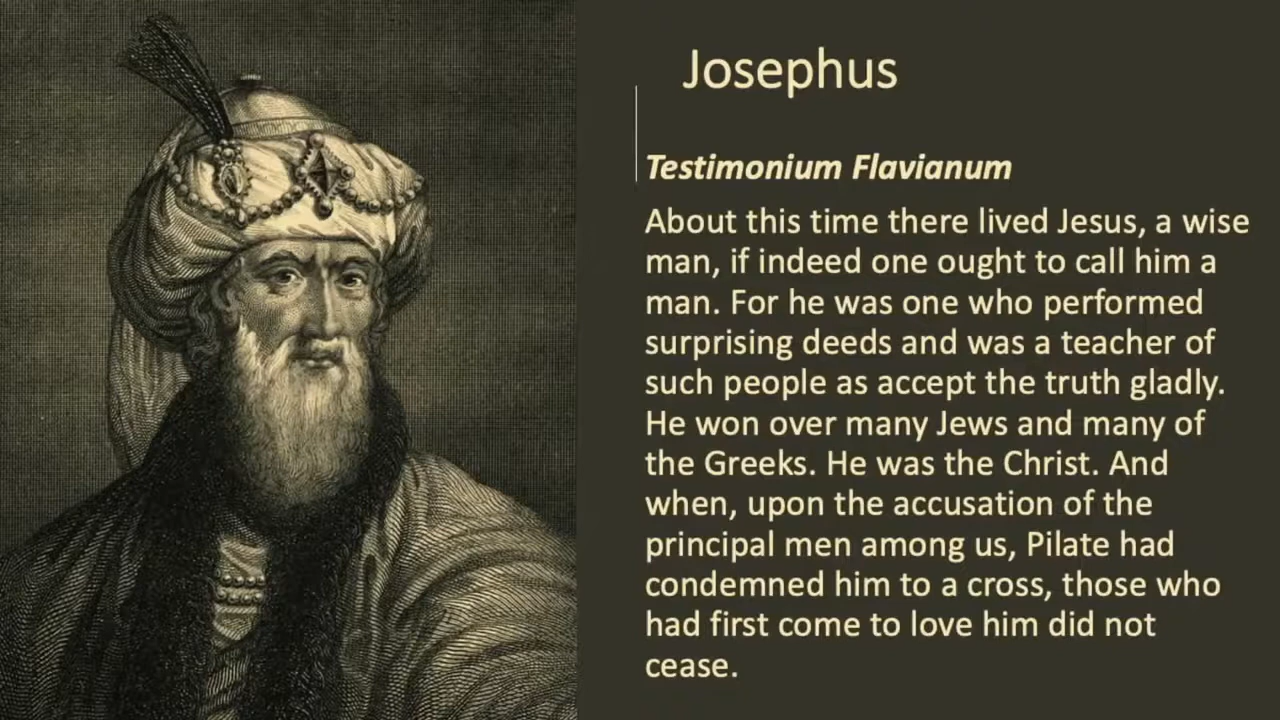 Josephus
Testimonium Flavianum
About this time there lived Jesus, a wise
man, if indeed one ought to call him a
man. For he was one who performed
surprising deeds and was a teacher of
such people as accept the truth gladly.
He won over many Jews and many of
the Greeks. He was the Christ. And
when, upon the accusation of the
principal men among us, Pilate had
condemned him to a cross, those who
had first come to love him did not
cease.